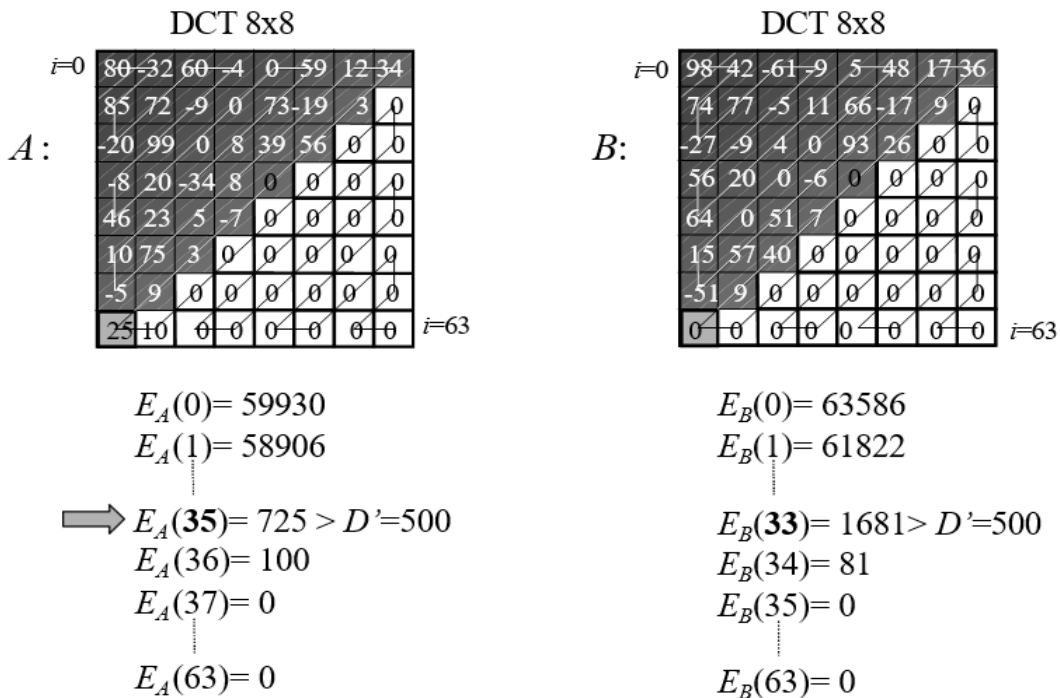 DCT 8x8 DCT 8x8
i=0 80 -32 60 -4 0 59 12 34 i=0 98 42 -61 -9 5 48 17 36
85 72 -9 0 73 -19 3 0 74 77 -5 11 66 -17 9 0
A: -20 99 0 8 39 56 0 0 B: -27 -9 4 0 93 26 0 0
-8 20 -34 8 0 0 0 0 56 20 0 -6 0 0 0 0
46 23 5 -7 0 0 0 0 64 0 51 7 0 0 0 0
10 75 3 0 0 0 0 0 15 57 40 0 0 0 0 0
-5 9 0 0 0 0 0 0 -51 9 0 0 0 0 0 0
25 10 0 0 0 0 0 0 i=63 0 0 0 0 0 0 0 0 i=63
E_A(0)= 59930 E_B(0)= 63586
E_A(1)= 58906 E_B(1)= 61822
E_A(35)= 725 > D’=500 E_B(33)= 1681> D’=500
E_A(36)= 100 E_B(34)= 81
E_A(37)= 0 E_B(35)= 0
E_A(63)= 0 E_B(63)= 0